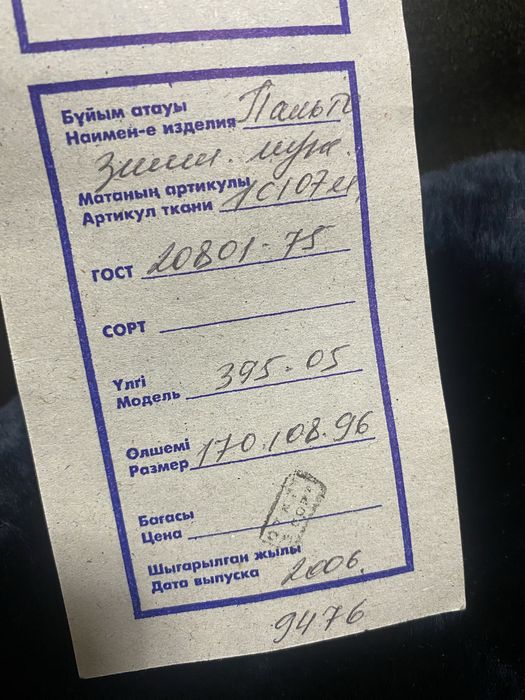 Бұйым атауы
Наимен-е изделия Пальто
Зимн. муж.
Матаның артикулы
Артикул ткани 10107м
ГОСТ 20801-75
СОРТ
Үлгі
Модель 395-05
Өлшемі
Размер 170.108.96
Бағасы
Цена
Шығарылған жылы
Дата выпуска 2006.
9476